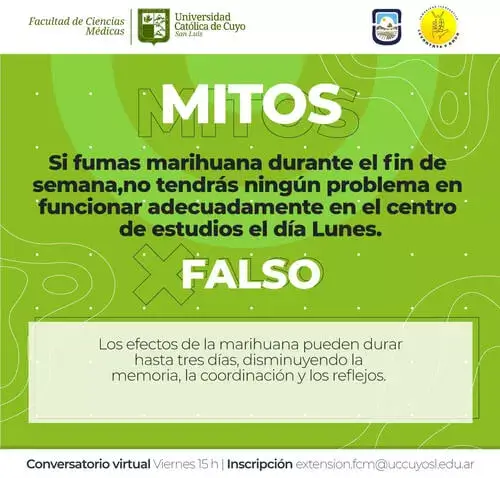 Facultad de Ciencias
Médicas
Universidad
Católica de Cuyo
San Luis
MITOS
Si fumas marihuana durante el fin de
semana,no tendrás ningún problema en
funcionar adecuadamente en el centro
de estudios el día Lunes.
FALSO
Los efectos de la marihuana pueden durar
hasta tres días, disminuyendo la
memoria, la coordinación y los reflejos.
Conversatorio virtual Viernes 15 h | Inscripción extension.fcm@uccuyosl.edu.ar